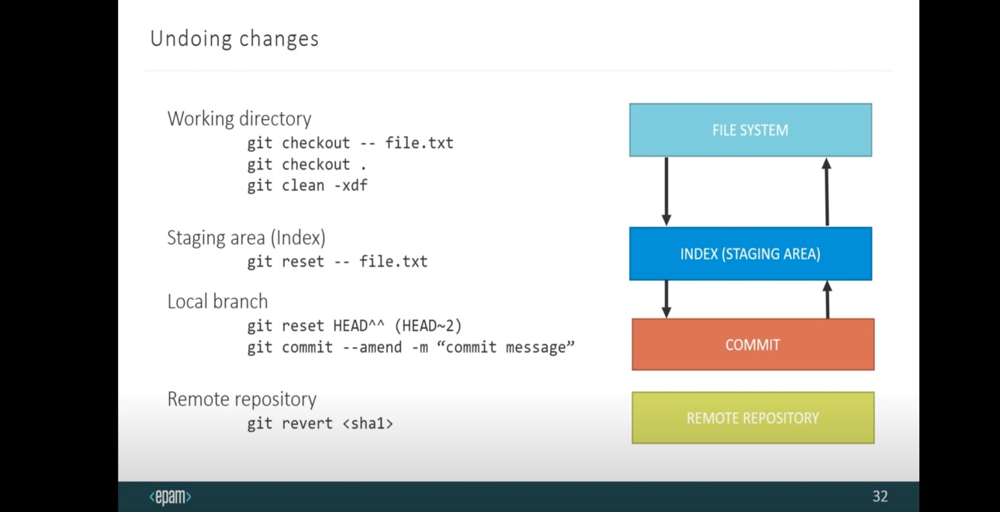 Undoing changes
Working directory
git checkout -- file.txt
git checkout .
git clean -xdf
Staging area (Index)
git reset -- file.txt
Local branch
git reset HEAD^^ (HEAD~2)
git commit --amend -m “commit message”
Remote repository
git revert <sha1>
FILE SYSTEM
INDEX (STAGING AREA)
COMMIT
REMOTE REPOSITORY
<epam>
32